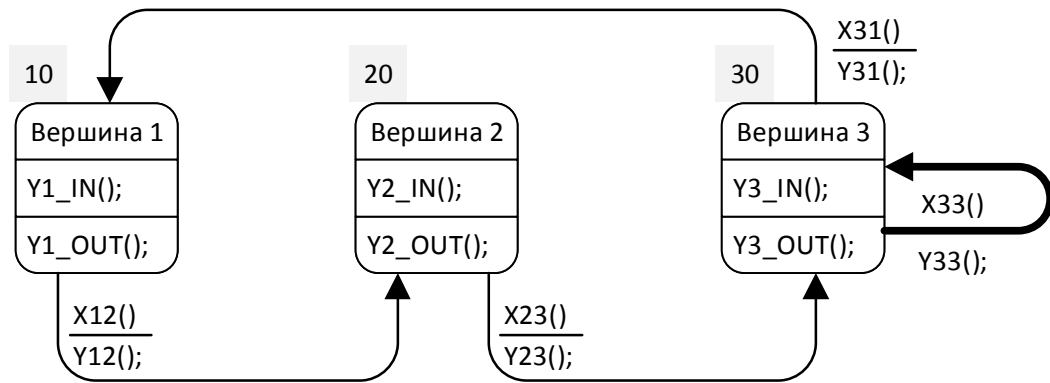 X31()
Y31();
10
20
30
Вершина 1
Вершина 2
Вершина 3
Y1_IN();
Y2_IN();
Y3_IN();
X33()
Y1_OUT();
Y2_OUT();
Y3_OUT();
Y33();
X12()
Y12();
X23()
Y23();